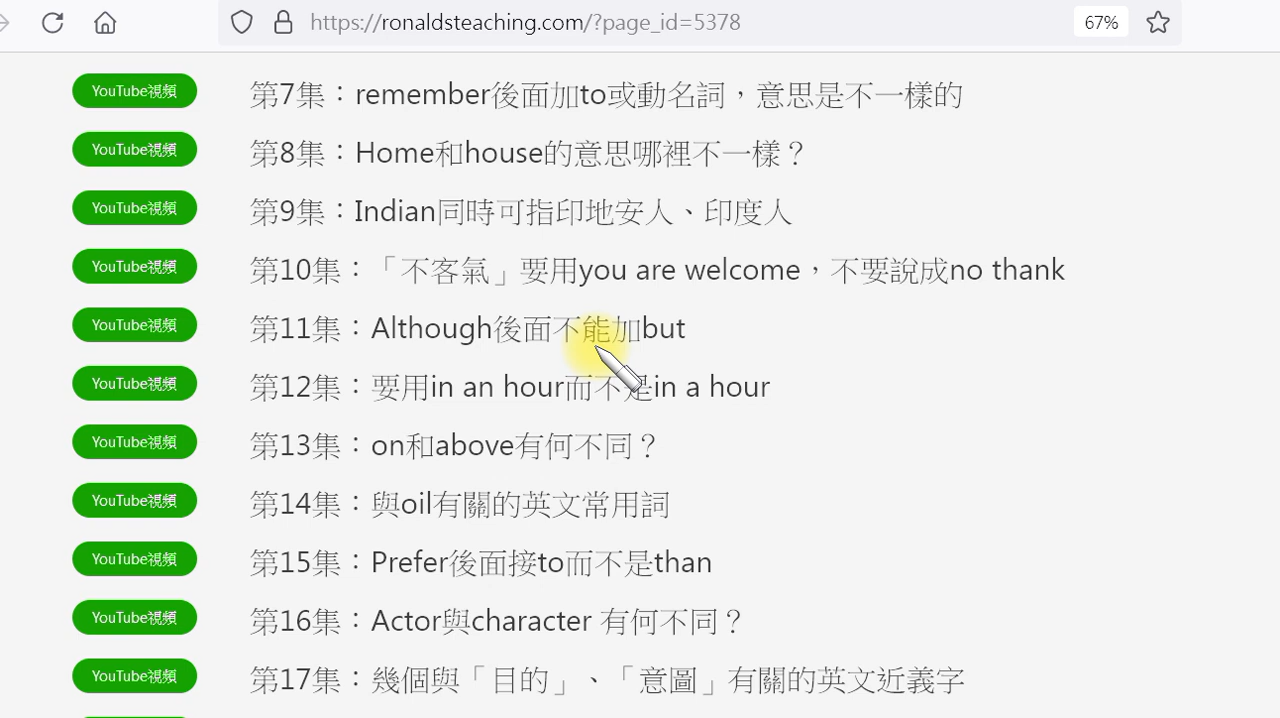 https://ronaldsteaching.com/?page_id=5378 67%
YouTube視頻 第7集：remember後面加to或動名詞，意思是不一樣的
YouTube視頻 第8集：Home和house的意思哪裡不一樣？
YouTube視頻 第9集：Indian同時可指印地安人、印度人
YouTube視頻 第10集：「不客氣」要用you are welcome，不要說成no thank
YouTube視頻 第11集：Although後面不能加but
YouTube視頻 第12集：要用in an hour而不是in a hour
YouTube視頻 第13集：on和above有何不同？
YouTube視頻 第14集：與oil有關的英文常用詞
YouTube視頻 第15集：Prefer後面接to而不是than
YouTube視頻 第16集：Actor與character 有何不同？
YouTube視頻 第17集：幾個與「目的」、「意圖」有關的英文近義字